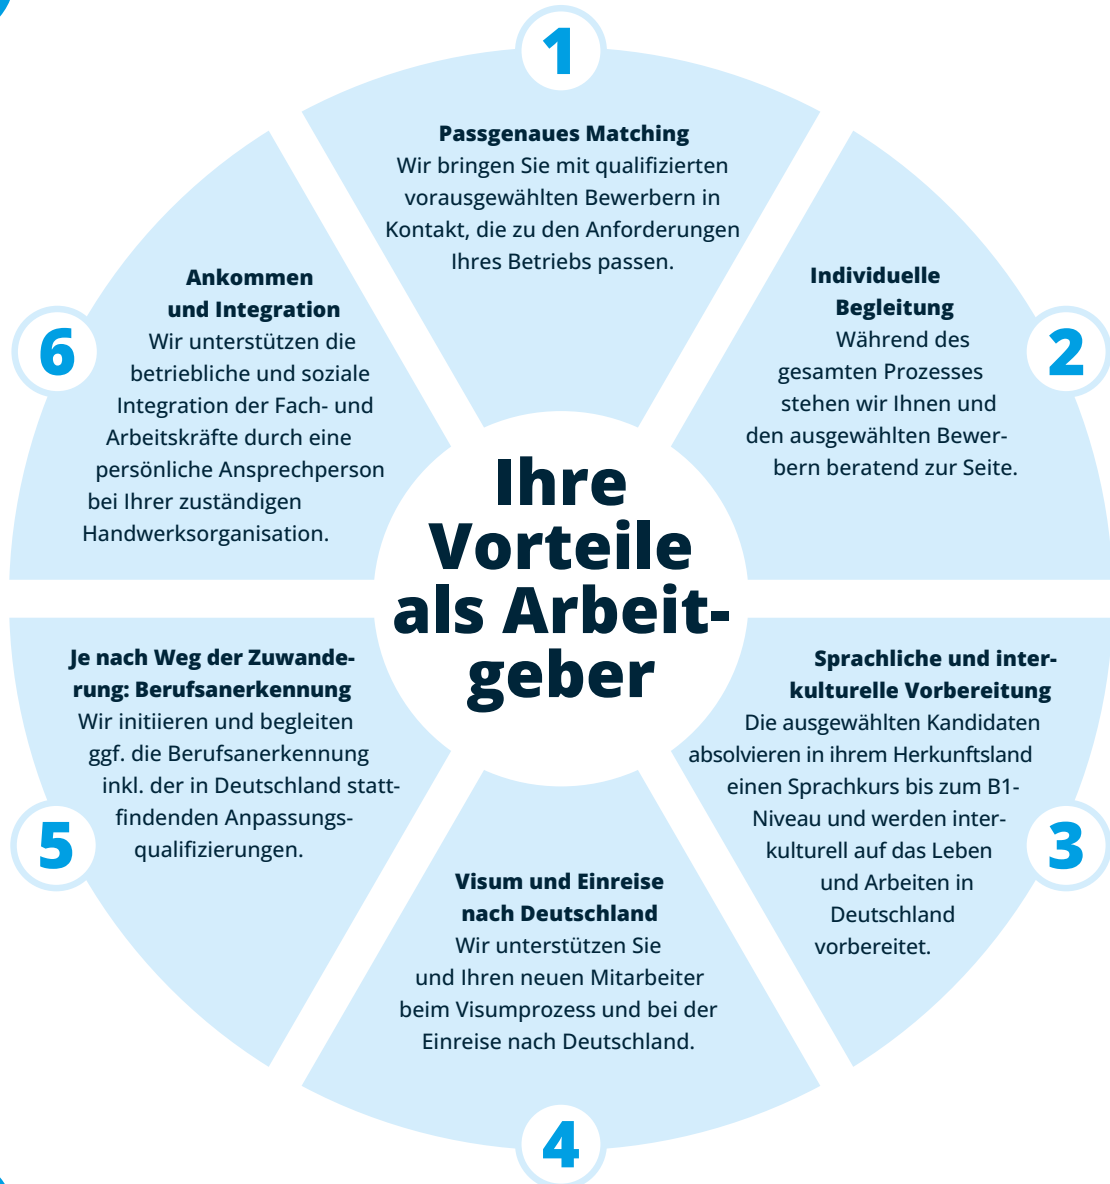 Ihre
Vorteile
als Arbeit-
geber
1
Passgenaues Matching
Wir bringen Sie mit qualifizierten
vorausgewählten Bewerbern in
Kontakt, die zu den Anforderungen
Ihres Betriebs passen.
2
Individuelle
Begleitung
Während des
gesamten Prozesses
stehen wir Ihnen und
den ausgewählten Bewer-
bern beratend zur Seite.
3
Sprachliche und inter-
kulturelle Vorbereitung
Die ausgewählten Kandidaten
absolvieren in ihrem Herkunftsland
einen Sprachkurs bis zum B1-
Niveau und werden inter-
kulturell auf das Leben
und Arbeiten in
Deutschland
vorbereitet.
4
Visum und Einreise
nach Deutschland
Wir unterstützen Sie
und Ihren neuen Mitarbeiter
beim Visumprozess und bei der
Einreise nach Deutschland.
5
Je nach Weg der Zuwande-
rung: Berufsanerkennung
Wir initiieren und begleiten
ggf. die Berufsanerkennung
inkl. der in Deutschland statt-
findenden Anpassungs-
qualifizierungen.
6
Ankommen
und Integration
Wir unterstützen die
betriebliche und soziale
Integration der Fach- und
Arbeitskräfte durch eine
persönliche Ansprechperson
bei Ihrer zuständigen
Handwerksorganisation.